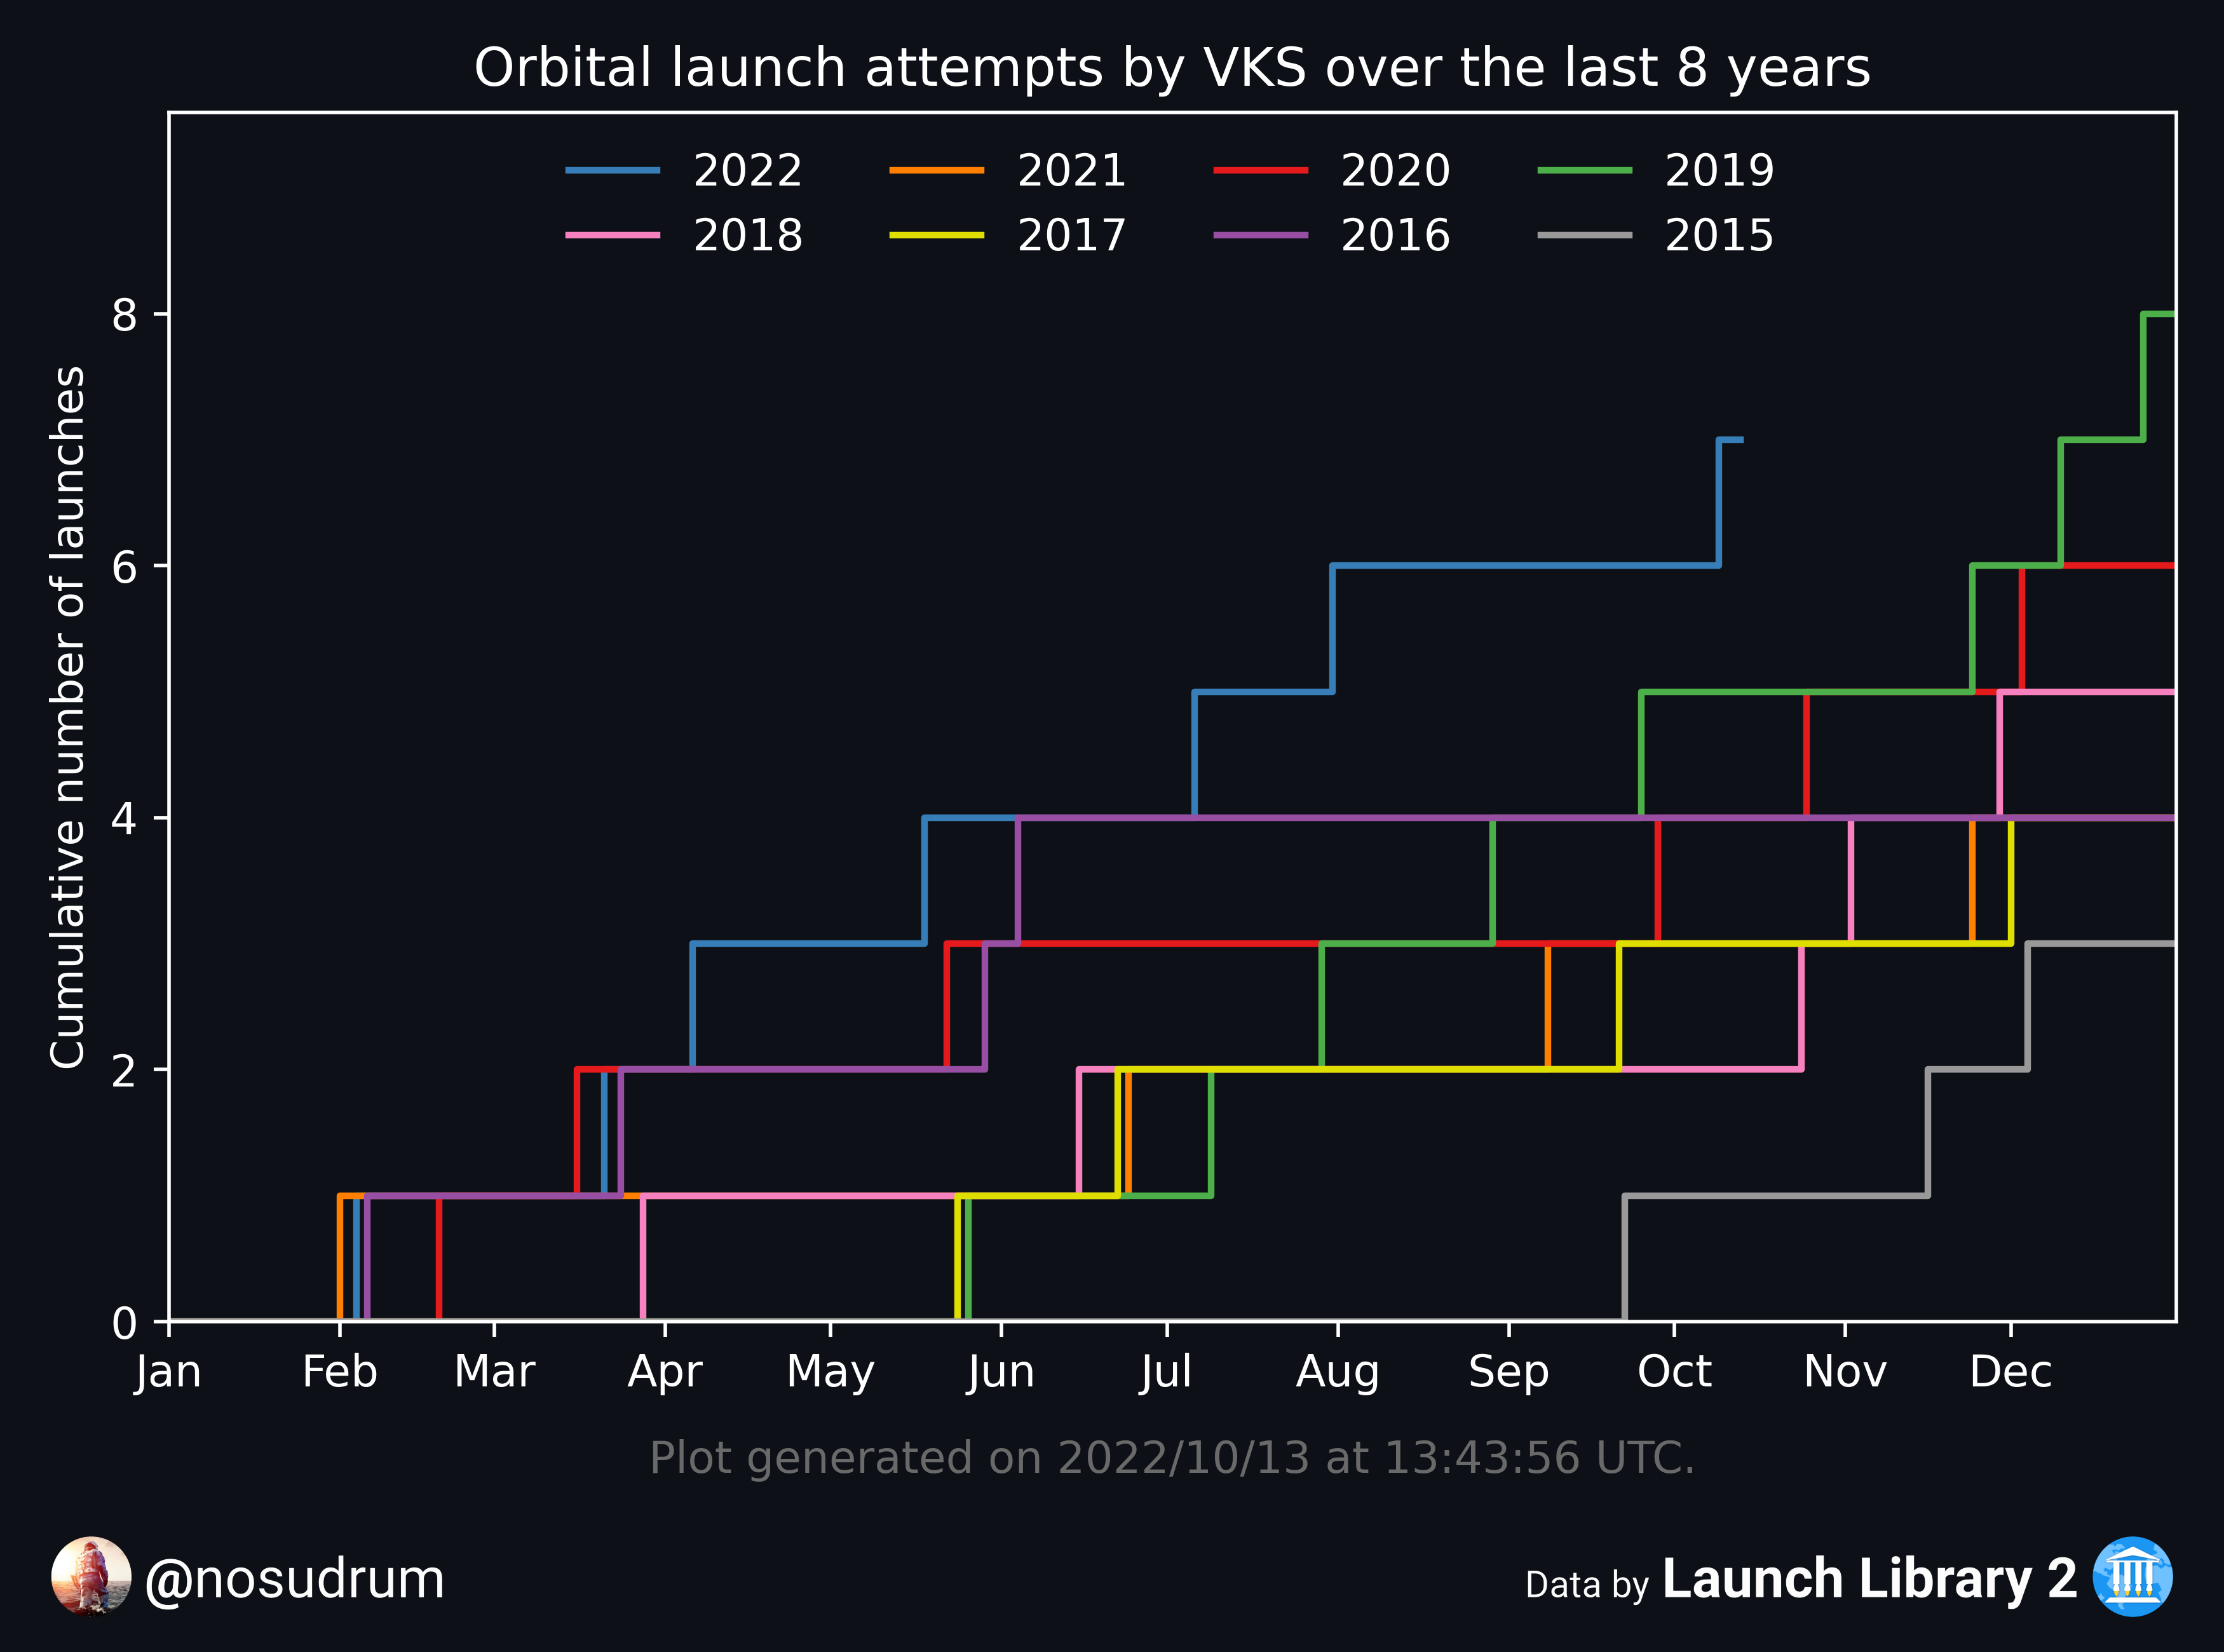 Orbital launch attempts by VKS over the last 8 years
2022 2021 2020 2019
2018 2017 2016 2015
Cumulative number of launches
8
6
4
2
0
Jan Feb Mar Apr May Jun Jul Aug Sep Oct Nov Dec
Plot generated on 2022/10/13 at 13:43:56 UTC.
@nosudrum
Data by Launch Library 2